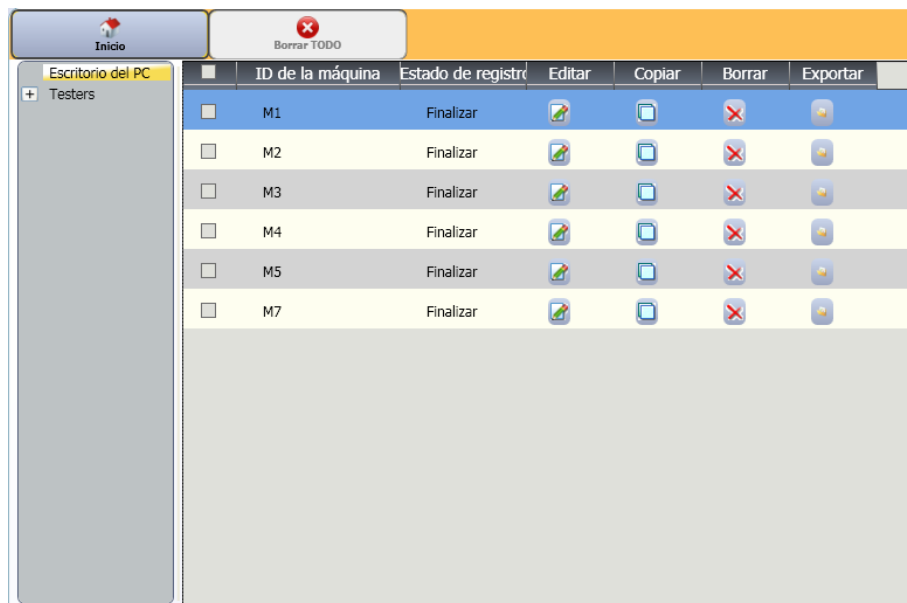 Inicio
Borrar TODO
Escritorio del PC
Testers
ID de la máquina Estado de registro Editar Copiar Borrar Exportar
M1 Finalizar
M2 Finalizar
M3 Finalizar
M4 Finalizar
M5 Finalizar
M7 Finalizar